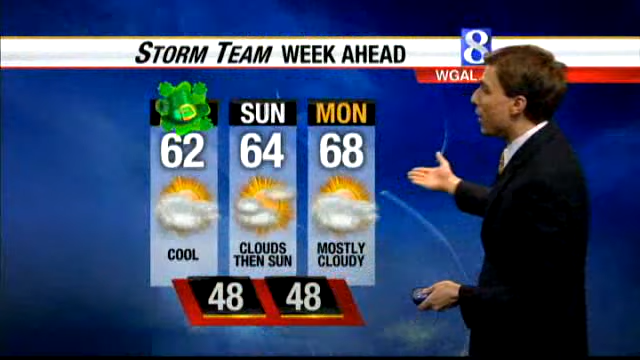 STORM TEAM WEEK AHEAD
8
WGAL.
SUN MON
62 64 68
COOL
CLOUDS THEN SUN
MOSTLY CLOUDY
48 48